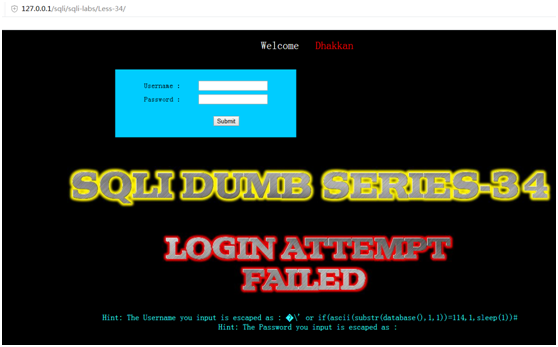 127.0.0.1/sqli/sqli-labs/Less-34/
Welcome Dhakkan
Username :
Password :
Submit
SQLI DUMB SERIES-34
LOGIN ATTEMPT
FAILED
Hint: The Username you input is escaped as : �\' or if(ascii(substr(database(),1,1))=114,1,sleep(1))#
Hint: The Password you input is escaped as :